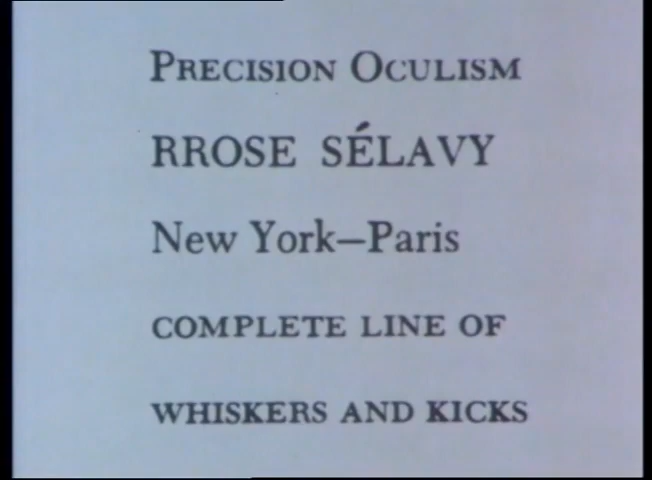 PRECISION OCULISM
RROSE SÉLAVY
New York—Paris
COMPLETE LINE OF
WHISKERS AND KICKS